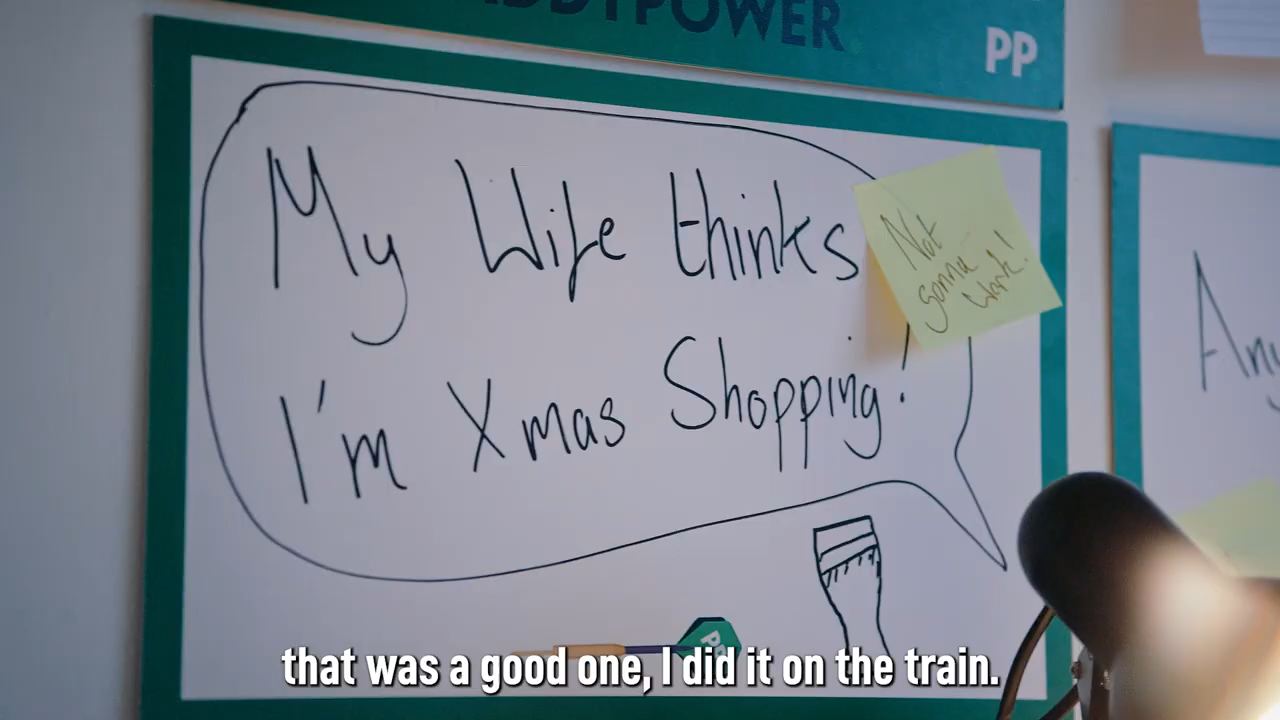 PADDYPOWER
PP
My Wife thinks
I'm Xmas Shopping!
Not
gonna
work!
Any
that was a good one, I did it on the train.